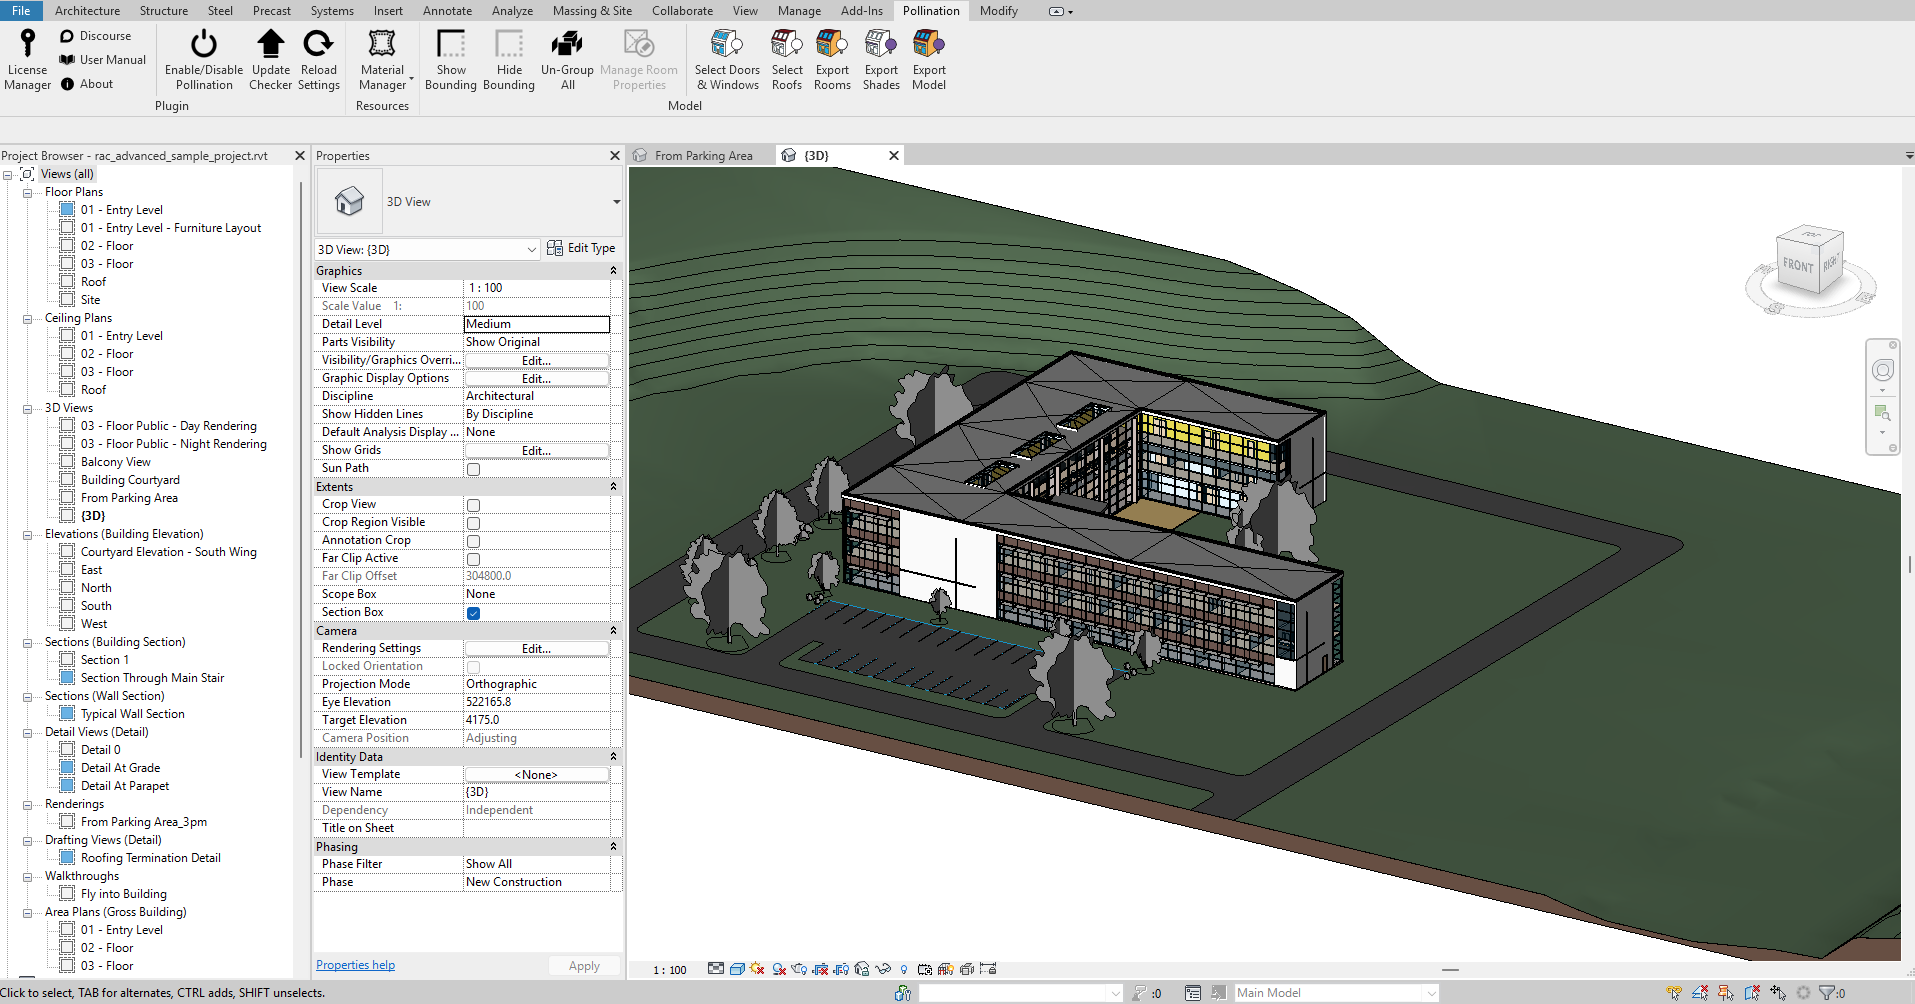 File Architecture Structure Steel Precast Systems Insert Annotate Analyze Massing & Site Collaborate View Manage Add-Ins Pollination Modify
License Manager
Discourse
User Manual
About
Enable/Disable Pollination
Update Checker
Reload Settings
Plugin
Material Manager
Resources
Show Bounding
Hide Bounding
Un-Group All
Manage Room Properties
Select Doors & Windows
Select Roofs
Export Rooms
Export Shades
Export Model
Model
Project Browser - rac_advanced_sample_project.rvt
Views (all)
Floor Plans
01 - Entry Level
01 - Entry Level - Furniture Layout
02 - Floor
03 - Floor
Roof
Site
Ceiling Plans
01 - Entry Level
02 - Floor
03 - Floor
Roof
3D Views
03 - Floor Public - Day Rendering
03 - Floor Public - Night Rendering
Balcony View
Building Courtyard
From Parking Area
{3D}
Elevations (Building Elevation)
Courtyard Elevation - South Wing
East
North
South
West
Sections (Building Section)
Section 1
Section Through Main Stair
Sections (Wall Section)
Typical Wall Section
Detail Views (Detail)
Detail 0
Detail At Grade
Detail At Parapet
Renderings
From Parking Area_3pm
Drafting Views (Detail)
Roofing Termination Detail
Walkthroughs
Fly into Building
Area Plans (Gross Building)
01 - Entry Level
02 - Floor
03 - Floor
Properties
3D View
3D View: {3D} Edit Type
Graphics
View Scale 1 : 100
Scale Value 1: 100
Detail Level Medium
Parts Visibility Show Original
Visibility/Graphics Overri... Edit...
Graphic Display Options Edit...
Discipline Architectural
Show Hidden Lines By Discipline
Default Analysis Display ... None
Show Grids Edit...
Sun Path
Extents
Crop View
Crop Region Visible
Annotation Crop
Far Clip Active
Far Clip Offset 304800.0
Scope Box None
Section Box
Camera
Rendering Settings Edit...
Locked Orientation
Projection Mode Orthographic
Eye Elevation 522165.8
Target Elevation 4175.0
Camera Position Adjusting
Identity Data
View Template <None>
View Name {3D}
Dependency Independent
Title on Sheet
Phasing
Phase Filter Show All
Phase New Construction
Properties help Apply
From Parking Area {3D}
TOP
FRONT RIGHT
1 : 100
Click to select, TAB for alternates, CTRL adds, SHIFT unselects.
:0
Main Model
:0